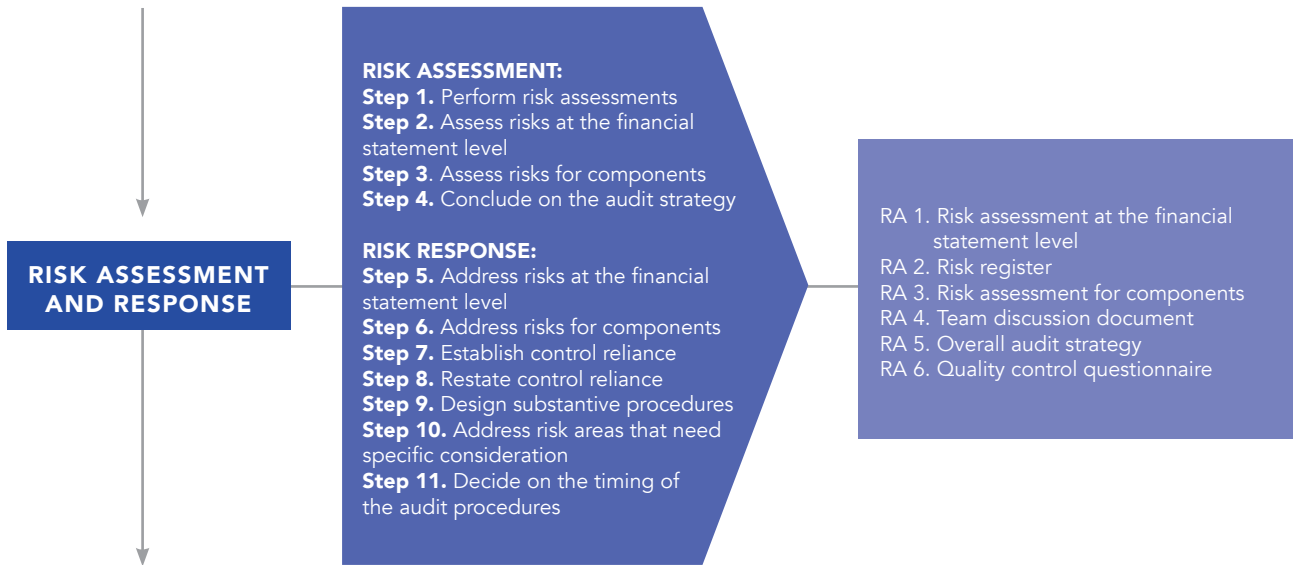 RISK ASSESSMENT
AND RESPONSE
RISK ASSESSMENT:
Step 1. Perform risk assessments
Step 2. Assess risks at the financial
statement level
Step 3. Assess risks for components
Step 4. Conclude on the audit strategy
RISK RESPONSE:
Step 5. Address risks at the financial
statement level
Step 6. Address risks for components
Step 7. Establish control reliance
Step 8. Restate control reliance
Step 9. Design substantive procedures
Step 10. Address risk areas that need
specific consideration
Step 11. Decide on the timing of
the audit procedures
RA 1. Risk assessment at the financial
statement level
RA 2. Risk register
RA 3. Risk assessment for components
RA 4. Team discussion document
RA 5. Overall audit strategy
RA 6. Quality control questionnaire